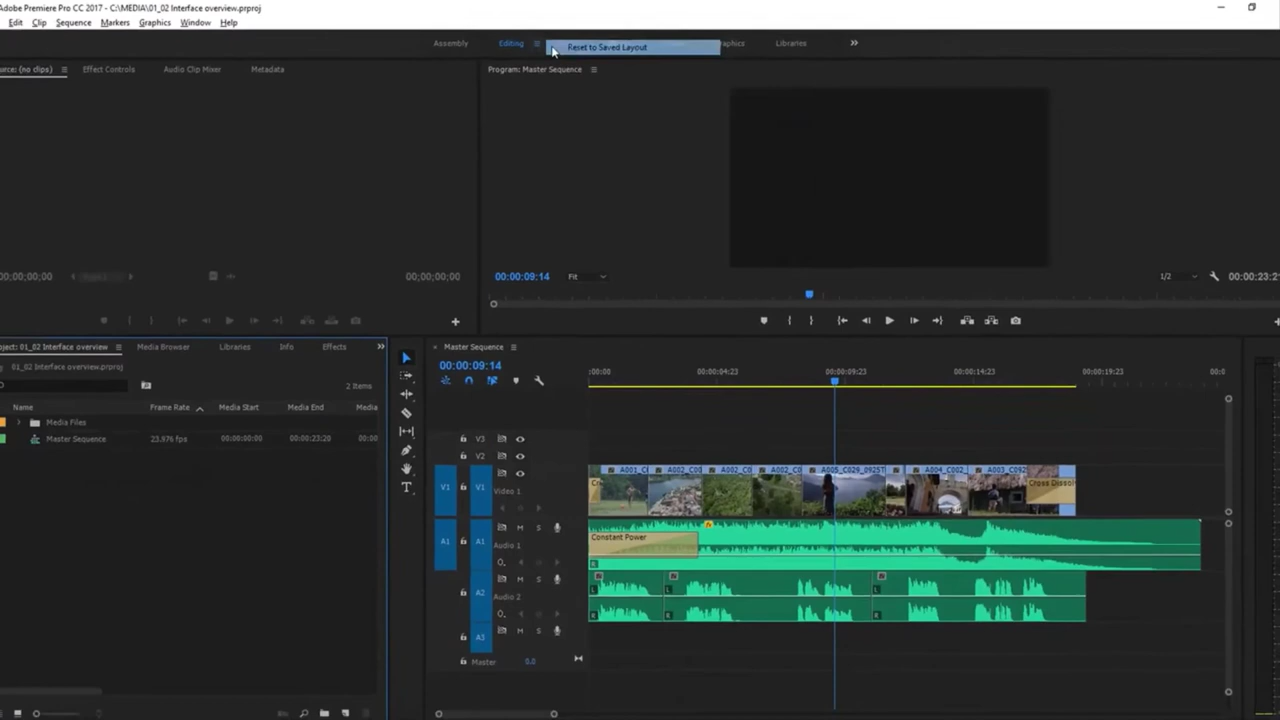 Adobe Premiere Pro CC 2017 - C:\MEDIA\01_02 Interface overview.prproj
Edit Clip Sequence Markers Graphics Window Help
Assembly Editing Reset to Saved Layout aphics Libraries
urce: (no clips) Effect Controls Audio Clip Mixer Metadata
Program: Master Sequence
00;00;00;00 00;00;00;00
00:00:09:14 Fit 1/2 00:00:23:2
oject: 01_02 Interface overview Media Browser Libraries Info Effects
01_02 Interface overview.prproj
2 Items
Name Frame Rate Media Start Media End Media
Media Files
Master Sequence 23.976 fps 00:00:00:00 00:00:23:20 00:00
Master Sequence
00:00:09:14
:00:00 00:00:04:23 00:00:09:23 00:00:14:23 00:00:19:23 00:0
V3
V2
V1 V1 Video 1
A001_C A002_C00 A002_C0 A002_C0 A005_C029_0925T A004_C002_ A003_C092
Cr Cross Dissol
A1 A1 M S Audio 1
fx
Constant Power
L R
A2 M S Audio 2
L R L R L R
A3 M S
Master 0.0